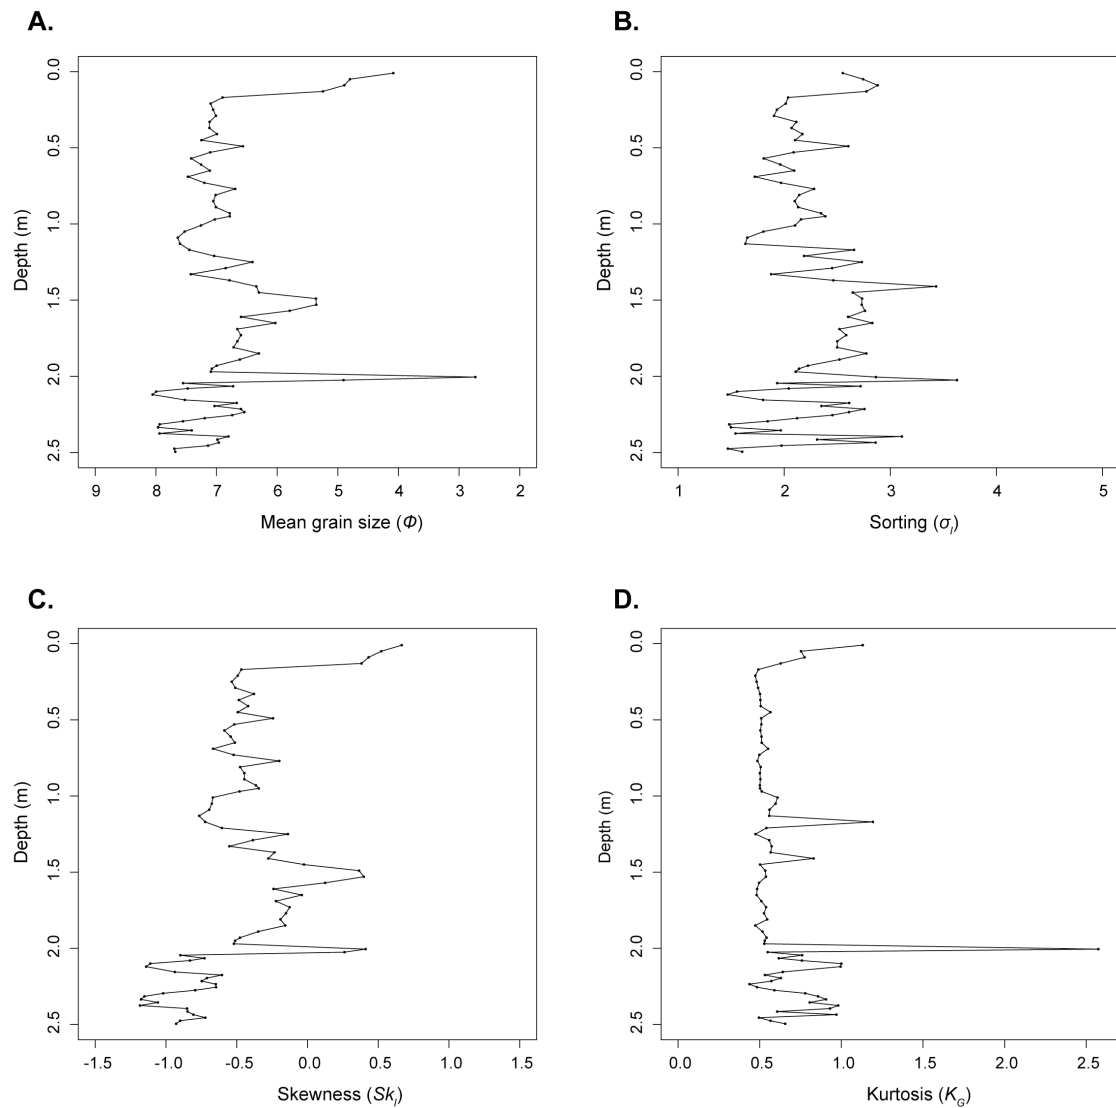 A.
0.0
0.5
1.0
1.5
2.0
2.5
Depth (m)
9 8 7 6 5 4 3 2
Mean grain size (Φ)
B.
0.0
0.5
1.0
1.5
2.0
2.5
Depth (m)
1 2 3 4 5
Sorting (σI)
C.
0.0
0.5
1.0
1.5
2.0
2.5
Depth (m)
-1.5 -1.0 -0.5 0.0 0.5 1.0 1.5
Skewness (SkI)
D.
0.0
0.5
1.0
1.5
2.0
2.5
Depth (m)
0.0 0.5 1.0 1.5 2.0 2.5
Kurtosis (KG)